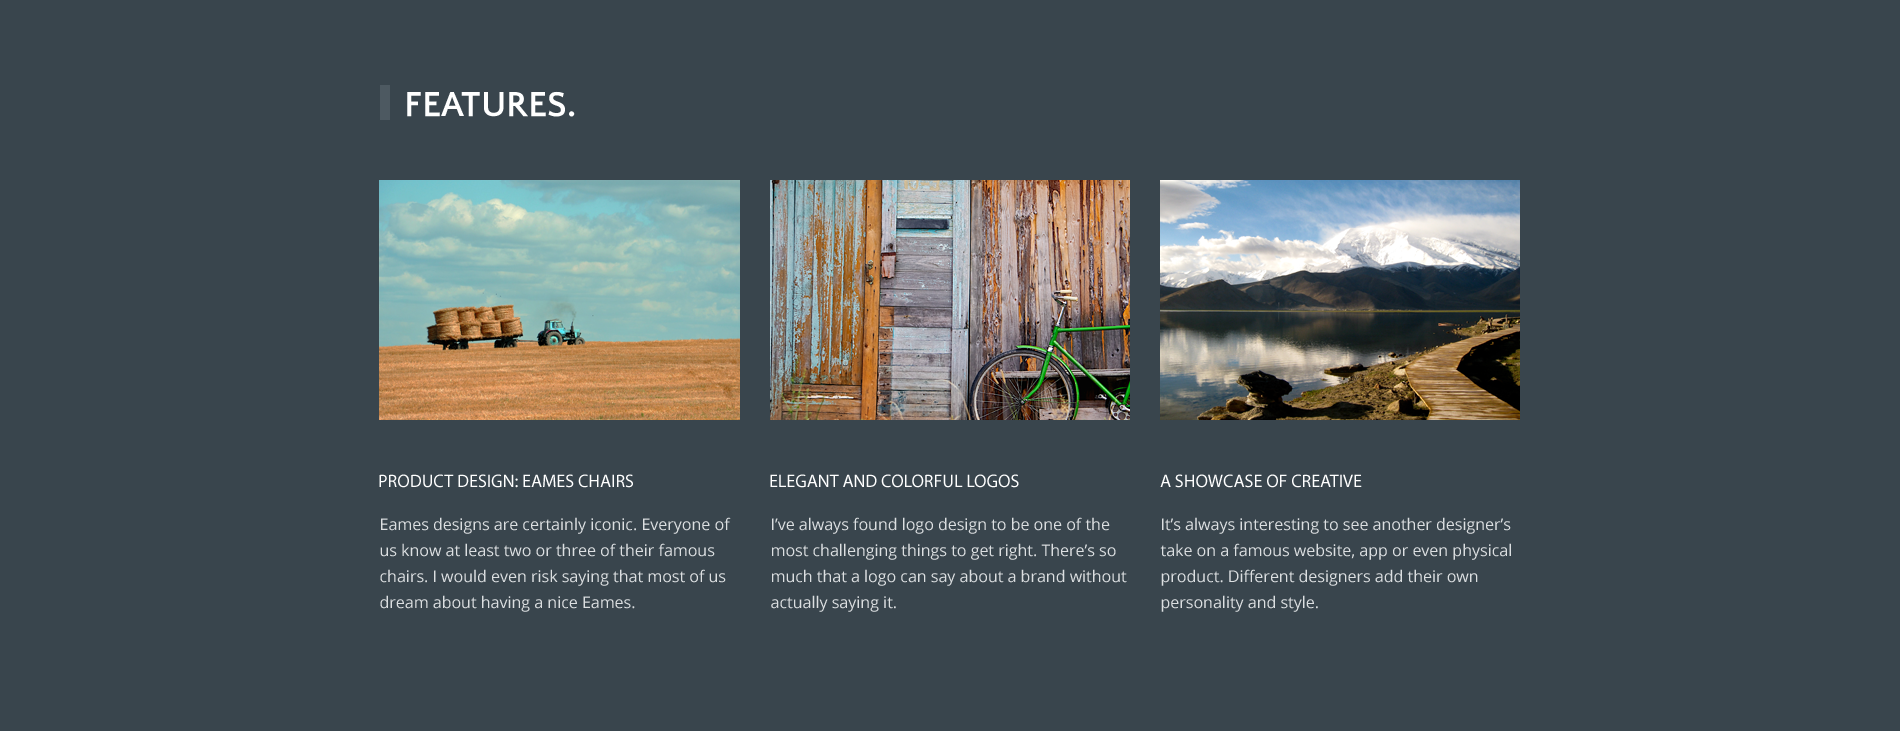 FEATURES.
PRODUCT DESIGN: EAMES CHAIRS
Eames designs are certainly iconic. Everyone of
us know at least two or three of their famous
chairs. I would even risk saying that most of us
dream about having a nice Eames.
ELEGANT AND COLORFUL LOGOS
I’ve always found logo design to be one of the
most challenging things to get right. There’s so
much that a logo can say about a brand without
actually saying it.
A SHOWCASE OF CREATIVE
It’s always interesting to see another designer’s
take on a famous website, app or even physical
product. Different designers add their own
personality and style.